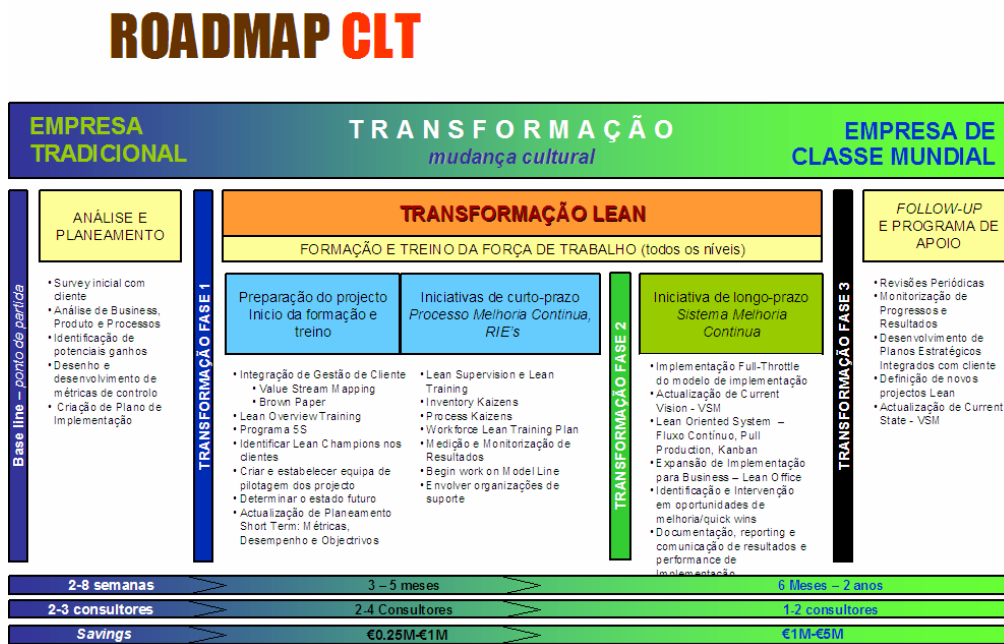 ROADMAP CLT
EMPRESA
TRADICIONAL
TRANSFORMAÇÃO
mudança cultural
EMPRESA DE
CLASSE MUNDIAL
Base line – ponto de partida
ANÁLISE E
PLANEAMENTO
• Survey inicial com
cliente
• Análise de Business,
Produto e Processos
• Identificação de
potenciais ganhos
• Desenho e
desenvolvimento de
métricas de controlo
• Criação de Plano de
Implementação
TRANSFORMAÇÃO FASE 1
TRANSFORMAÇÃO LEAN
FORMAÇÃO E TREINO DA FORÇA DE TRABALHO (todos os níveis)
Preparação do projecto
Inicio da formação e
treino
• Integração de Gestão de Cliente
• Value Stream Mapping
• Brown Paper
• Lean Overview Training
• Programa 5S
• Identificar Lean Champions nos
clientes
• Criar e estabelecer equipa de
pilotagem dos projecto
• Determinar o estado futuro
• Actualização de Planeamento
Short Term: Métricas,
Desempenho e Objectrivos
Iniciativas de curto-prazo
Processo Melhoria Continua,
RIE's
• Lean Supervision e Lean
Training
• Inventory Kaizens
• Process Kaizens
• Workforce Lean Training Plan
• Medição e Monitorização de
Resultados
• Begin work on Model Line
• Envolver organizações de
suporte
TRANSFORMAÇÃO FASE 2
Iniciativa de longo-prazo
Sistema Melhoria
Continua
• Implementação Full-Throttle
do modelo de implementação
• Actualização de Current
Vision - VSM
• Lean Oriented System –
Fluxo Contínuo, Pull
Production, Kanban
• Expansão de Implementação
para Business – Lean Office
• Identificação e Intervenção
em oportunidades de
melhoria/quick wins
• Documentação, reporting e
comunicação de resultados e
performance de
Implementação
TRANSFORMAÇÃO FASE 3
FOLLOW-UP
E PROGRAMA DE
APOIO
• Revisões Periódicas
• Monitorização de
Progressos e
Resultados
• Desenvolvimento de
Planos Estratégicos
Integrados com cliente
• Definição de novos
projectos Lean
• Actualização de Current
State - VSM
2-8 semanas
3 – 5 meses
6 Meses – 2 anos
2-3 consultores
2-4 Consultores
1-2 consultores
Savings
€0.25M-€1M
€1M-€5M